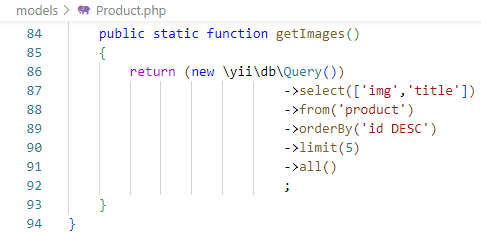 models > Product.php
84 public static function getImages()
85 {
86 return (new \yii\db\Query())
87 ->select(['img','title'])
88 ->from('product')
89 ->orderBy('id DESC')
90 ->limit(5)
91 ->all()
92 ;
93 }
94 }